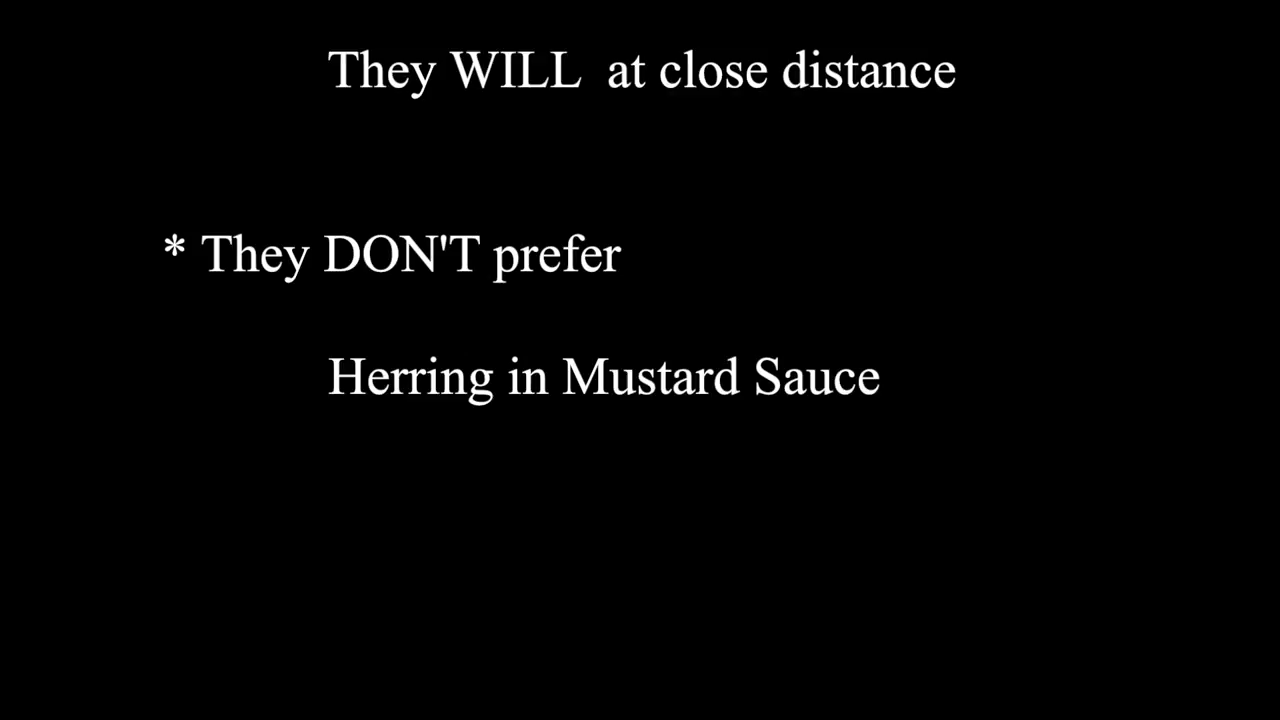 They WILL  at close distance
* They DON'T prefer
Herring in Mustard Sauce